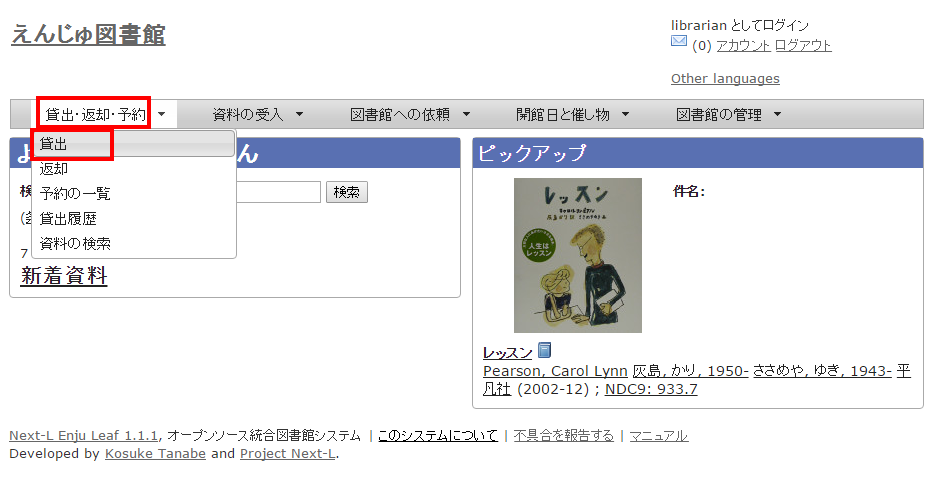 えんじゅ図書館
librarian としてログイン
(0) アカウント ログアウト
Other languages
貸出・返却・予約 資料の受入 図書館への依頼 開館日と催し物 図書館の管理
貸出
返却
予約の一覧
貸出履歴
資料の検索
よ ん
検 検索
7
新着資料
ピックアップ
レッスン
人生は
レッスン
件名:
レッスン
Pearson, Carol Lynn 灰島, かり, 1950- ささめや, ゆき, 1943- 平
凡社 (2002-12) ; NDC9: 933.7
Next-L Enju Leaf 1.1.1, オープンソース統合図書館システム | このシステムについて | 不具合を報告する | マニュアル
Developed by Kosuke Tanabe and Project Next-L.